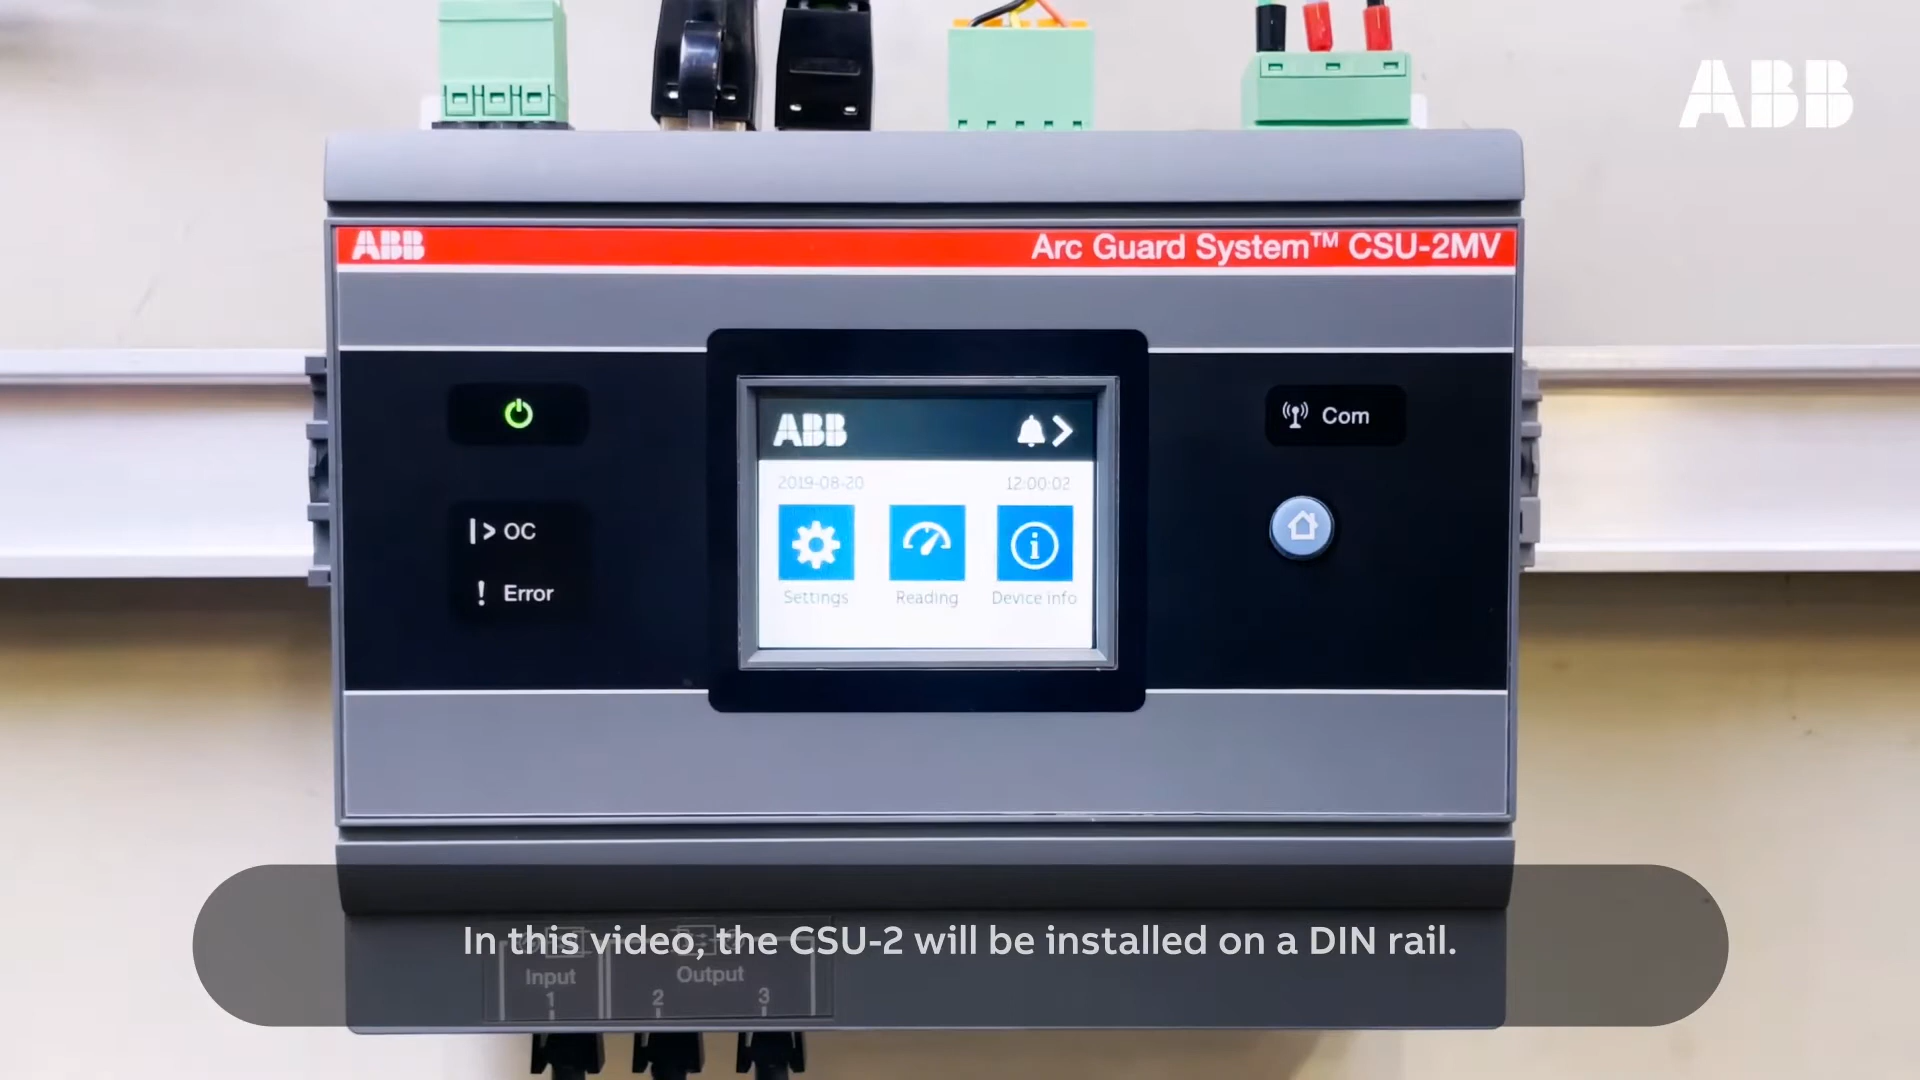 ABB
ABB
Arc Guard System™ CSU-2MV
ABB
2019-08-20
12:00:02
Settings
Reading
Device info
|> OC
! Error
Com
In this video, the CSU-2 will be installed on a DIN rail.
Input
Output
1
2
3